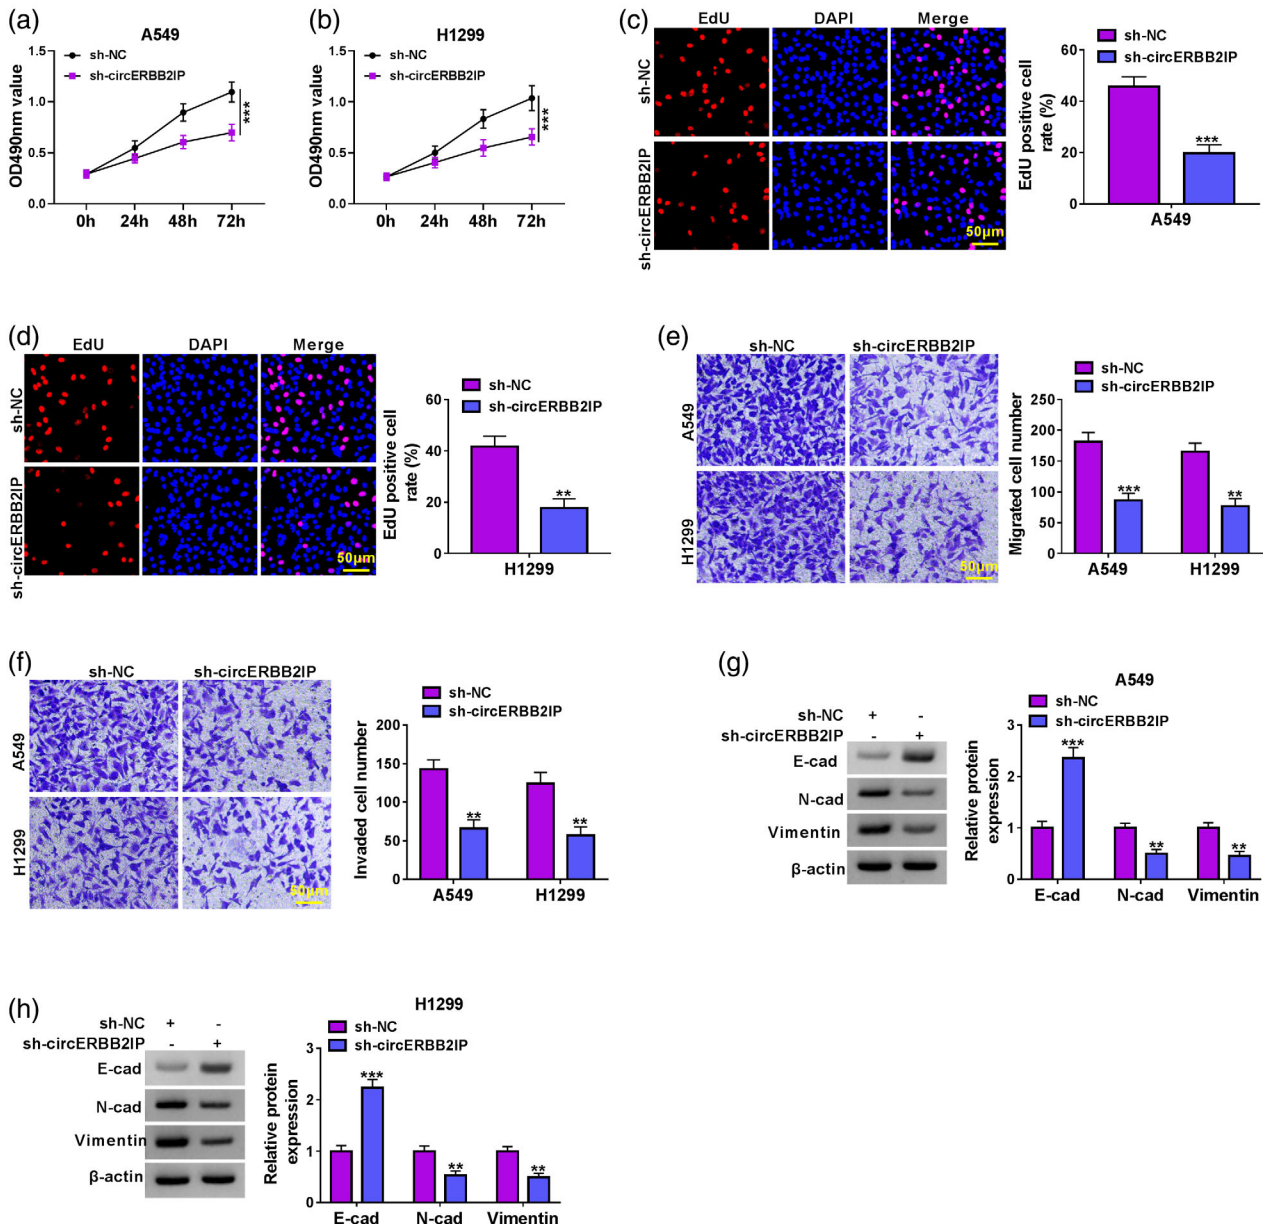 (a)
A549
sh-NC
sh-circERBB2IP
OD490nm value
1.5
1.0
0.5
0.0
0h 24h 48h 72h
***
(b)
H1299
sh-NC
sh-circERBB2IP
OD490nm value
1.5
1.0
0.5
0.0
0h 24h 48h 72h
***
(c)
EdU DAPI Merge
sh-NC
sh-circERBB2IP
50μm
sh-NC
sh-circERBB2IP
EdU positive cell
rate (%)
60
40
20
0
***
A549
(d)
EdU DAPI Merge
sh-NC
sh-circERBB2IP
50μm
sh-NC
sh-circERBB2IP
EdU positive cell
rate (%)
60
40
20
0
**
H1299
(e)
sh-NC sh-circERBB2IP
A549
H1299
50μm
sh-NC
sh-circERBB2IP
Migrated cell number
250
200
150
100
50
0
*** **
A549 H1299
(f)
sh-NC sh-circERBB2IP
A549
H1299
50μm
sh-NC
sh-circERBB2IP
Invaded cell number
200
150
100
50
0
** **
A549 H1299
(g)
sh-NC + -
sh-circERBB2IP - +
E-cad
N-cad
Vimentin
β-actin
A549
sh-NC
sh-circERBB2IP
Relative protein
expression
3
2
1
0
*** ** **
E-cad N-cad Vimentin
(h)
sh-NC + -
sh-circERBB2IP - +
E-cad
N-cad
Vimentin
β-actin
H1299
sh-NC
sh-circERBB2IP
Relative protein
expression
3
2
1
0
*** ** **
E-cad N-cad Vimentin